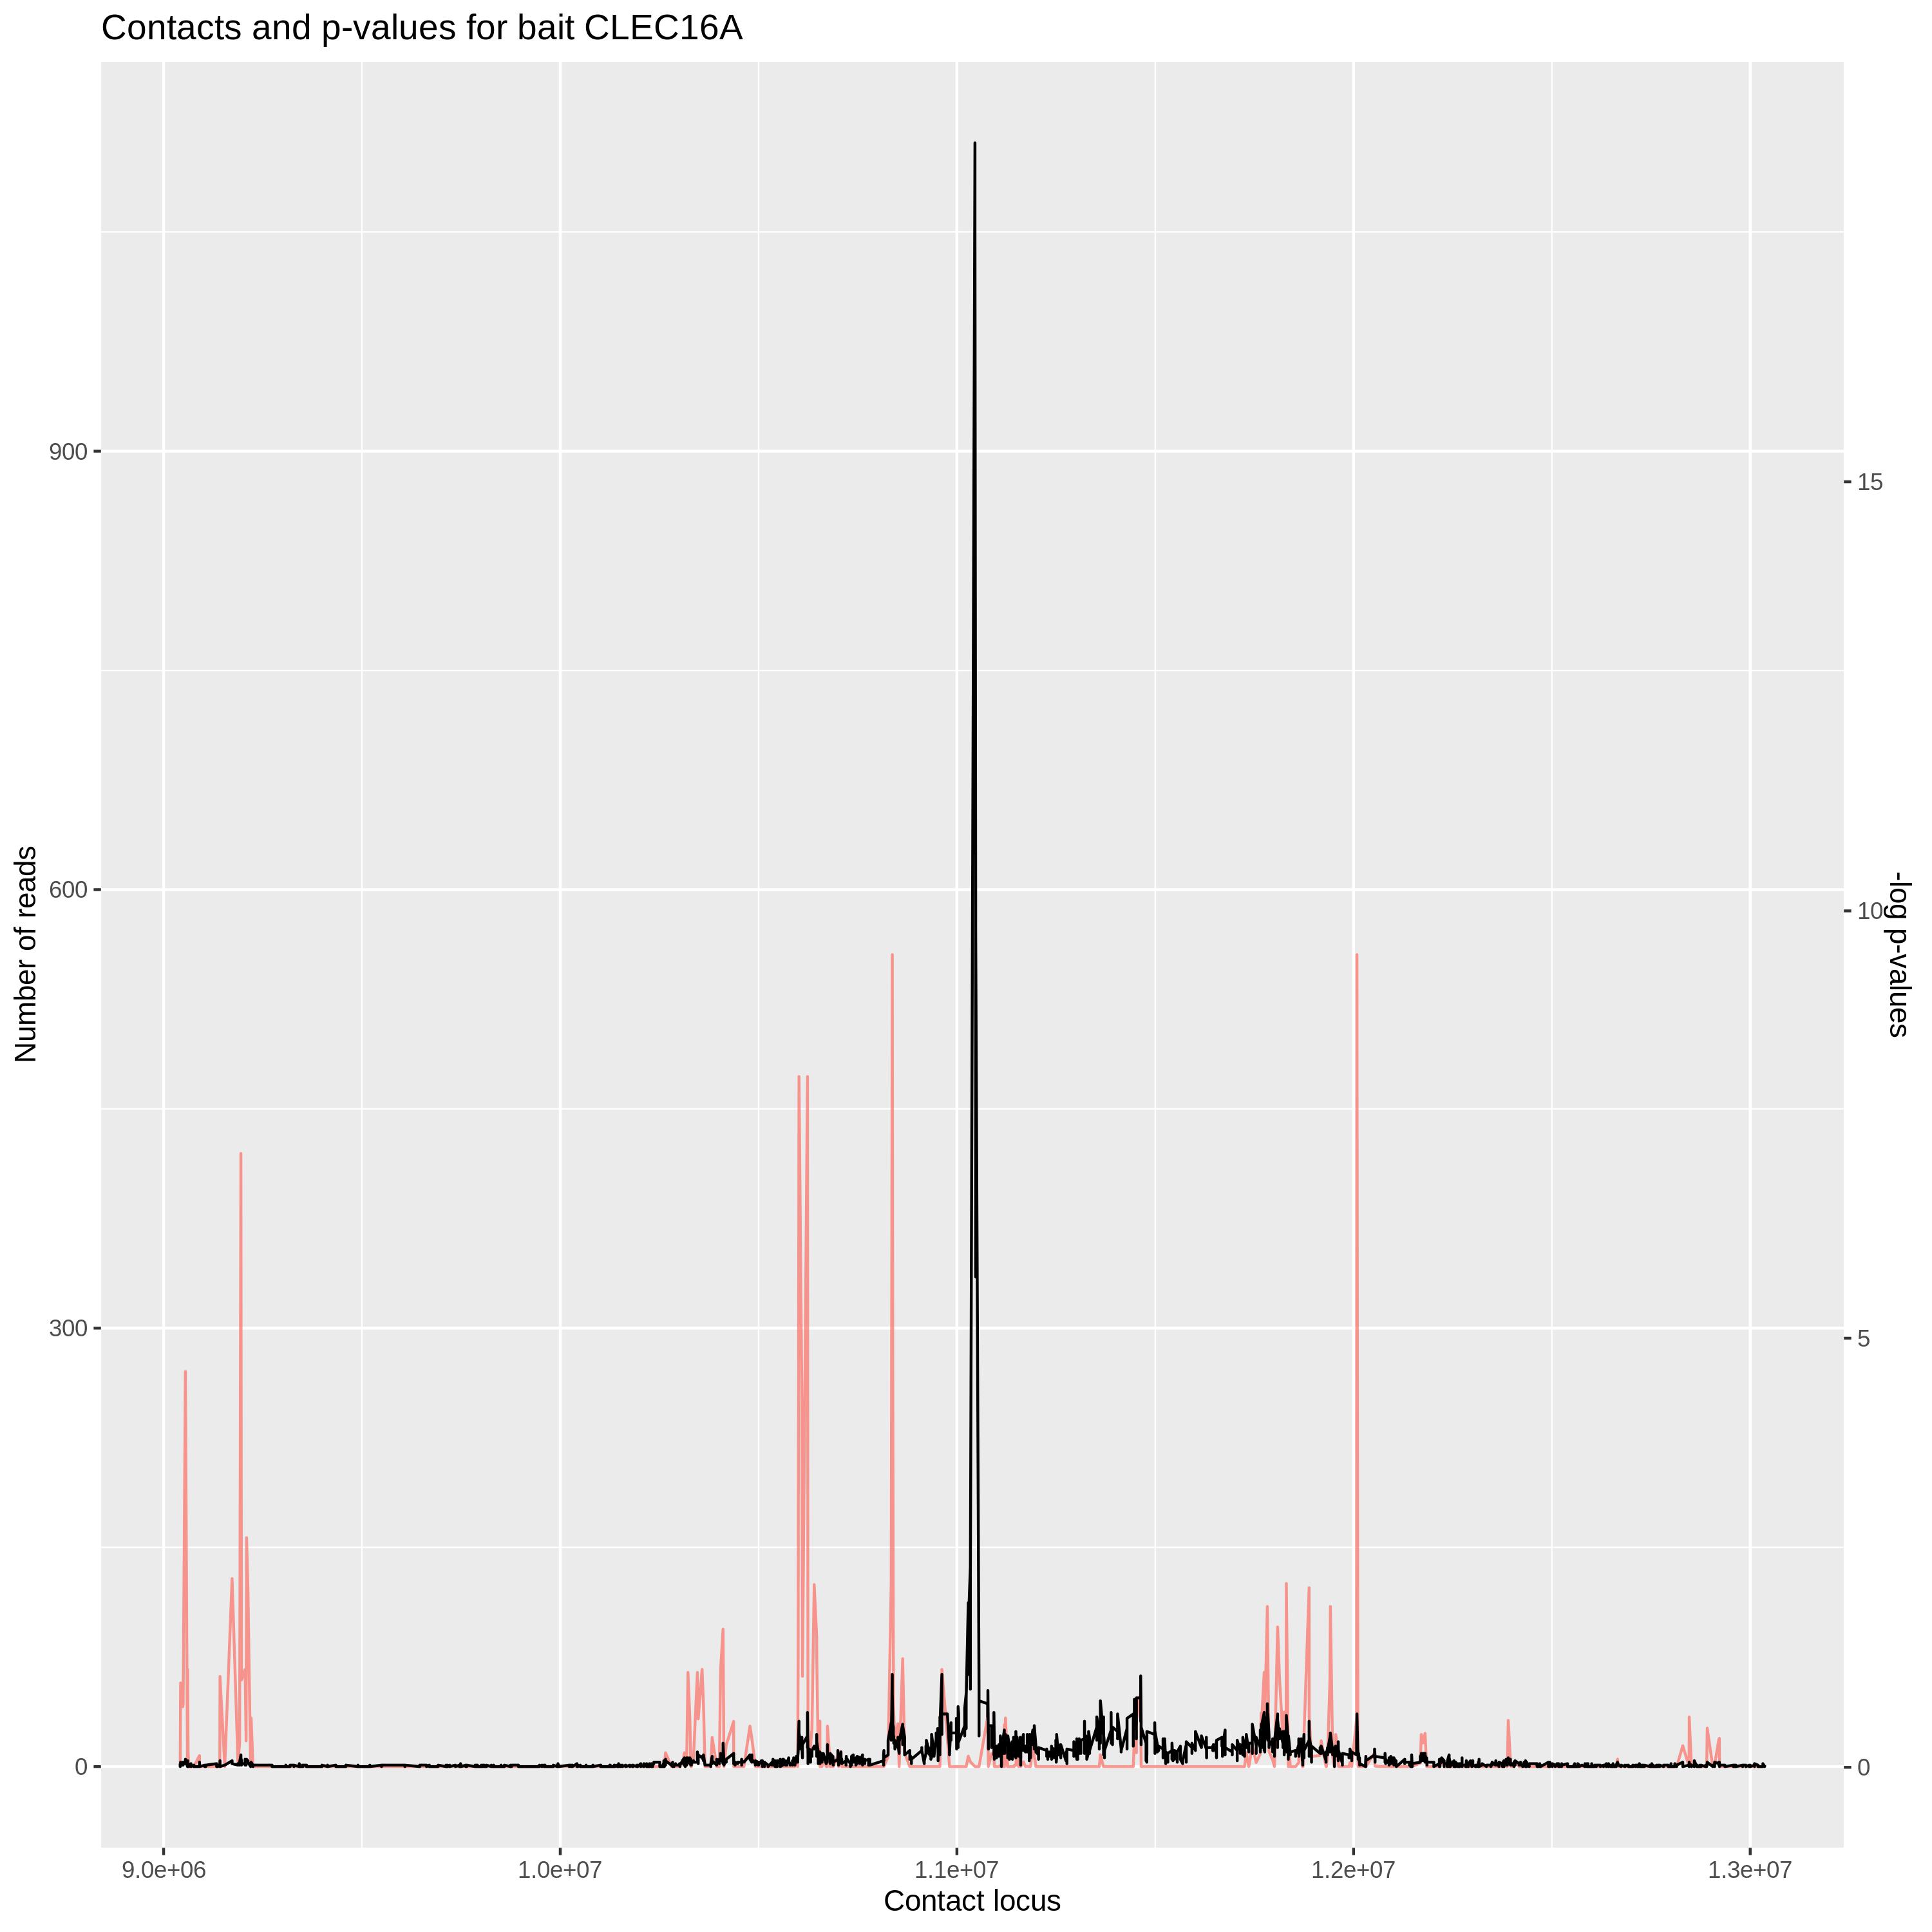 Contacts and p-values for bait CLEC16A
900
600
300
0
Number of reads
15
10
5
0
-log p-values
9.0e+06
1.0e+07
1.1e+07
1.2e+07
1.3e+07
Contact locus